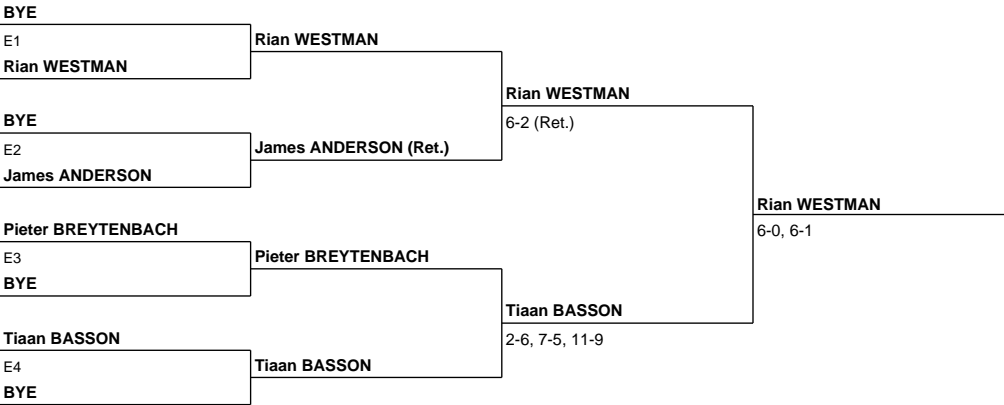 BYE
E1
Rian WESTMAN
Rian WESTMAN
BYE
E2
James ANDERSON
James ANDERSON (Ret.)
Rian WESTMAN
6-2 (Ret.)
Pieter BREYTENBACH
E3
BYE
Pieter BREYTENBACH
Tiaan BASSON
E4
BYE
Tiaan BASSON
Tiaan BASSON
2-6, 7-5, 11-9
Rian WESTMAN
6-0, 6-1